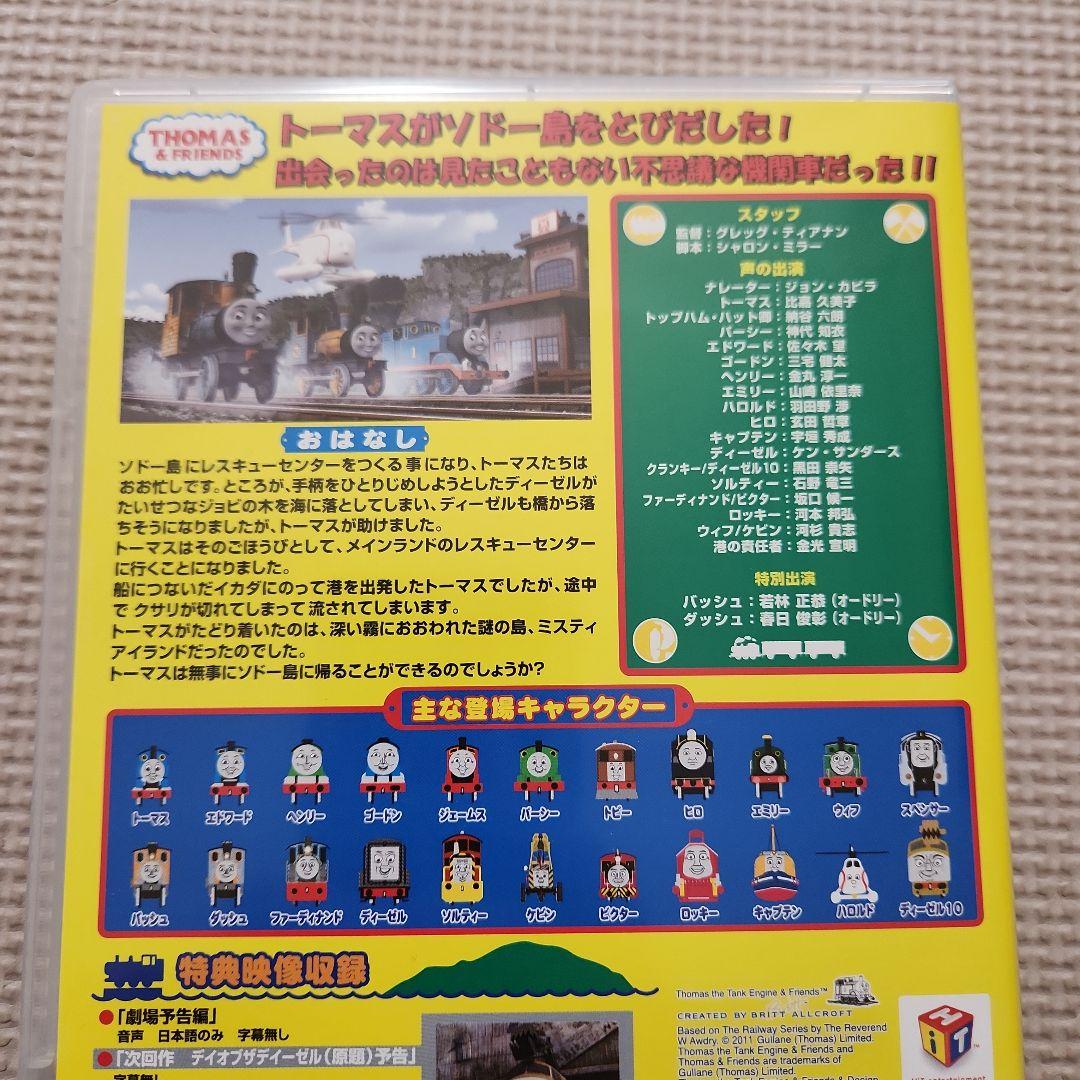 THOMAS
& FRIENDS
トーマスがソドー島をとびだした!
出会ったのは見たこともない不思議な機関車だった!!
おはなし
ソドー島にレスキューセンターをつくる事になり、トーマスたちは
おお忙しです。ところが、手柄をひとりじめしようとしたディーゼルが
たいせつなジョビの木を海に落としてしまい、ディーゼルも橋から落
ちそうになりましたが、トーマスが助けました。
トーマスはそのごほうびとして、メインランドのレスキューセンター
に行くことになりました。
船につないだイカダにのって港を出発したトーマスでしたが、途中
で クサリが切れてしまって 流されてしまいます。
トーマスがたどり着いたのは、深い霧におおわれた謎の島、ミスティ
アイランドだったのでした。
トーマスは無事にソドー島に帰ることができるのでしょうか?
スタッフ
監督:グレッグ・ティアナン
脚本:シャロン・ミラー
声の出演
ナレーター:ジョン・カビラ
トーマス:比嘉 久美子
トップハム・ハット卿:納谷 六朗
パーシー:神代 知衣
エドワード:佐々木 望
ゴードン:三宅 健太
ヘンリー:金丸 淳一
エミリー:山崎 依里奈
ハロルド:羽田野 渉
ヒロ:玄田 哲章
キャプテン:宇垣 秀成
ディーゼル:ケン・サンダース
クランキー/ディーゼル10:黒田 崇矢
ソルティー:石野 竜三
ファーディナンド/ビクター:坂口 候一
ロッキー:河本 邦弘
ウィフ/ケビン:河杉 貴志
港の責任者:金光 宣明
特別出演
バッシュ:若林 正恭(オードリー)
ダッシュ:春日 俊彰(オードリー)
主な登場キャラクター
トーマス エドワード ヘンリー ゴードン ジェームス パーシー トビー ヒロ エミリー ウィフ スペンサー
バッシュ ダッシュ ファーディナンド ディーゼル ソルティー ケビン ビクター ロッキー キャプテン ハロルド ディーゼル10
特典映像収録
●「劇場予告編」
音声 日本語のみ 字幕無し
●「次回作 デイオブザディーゼル(原題)予告」
字幕無し
Thomas the Tank Engine & Friends™
CREATED BY BRITT ALLCROFT
Based on The Railway Series by The Reverend
W Awdry. © 2011 Gullane (Thomas) Limited.
Thomas the Tank Engine & Friends and
Thomas & Friends are trademarks of
Gullane (Thomas) Limited.
HiT